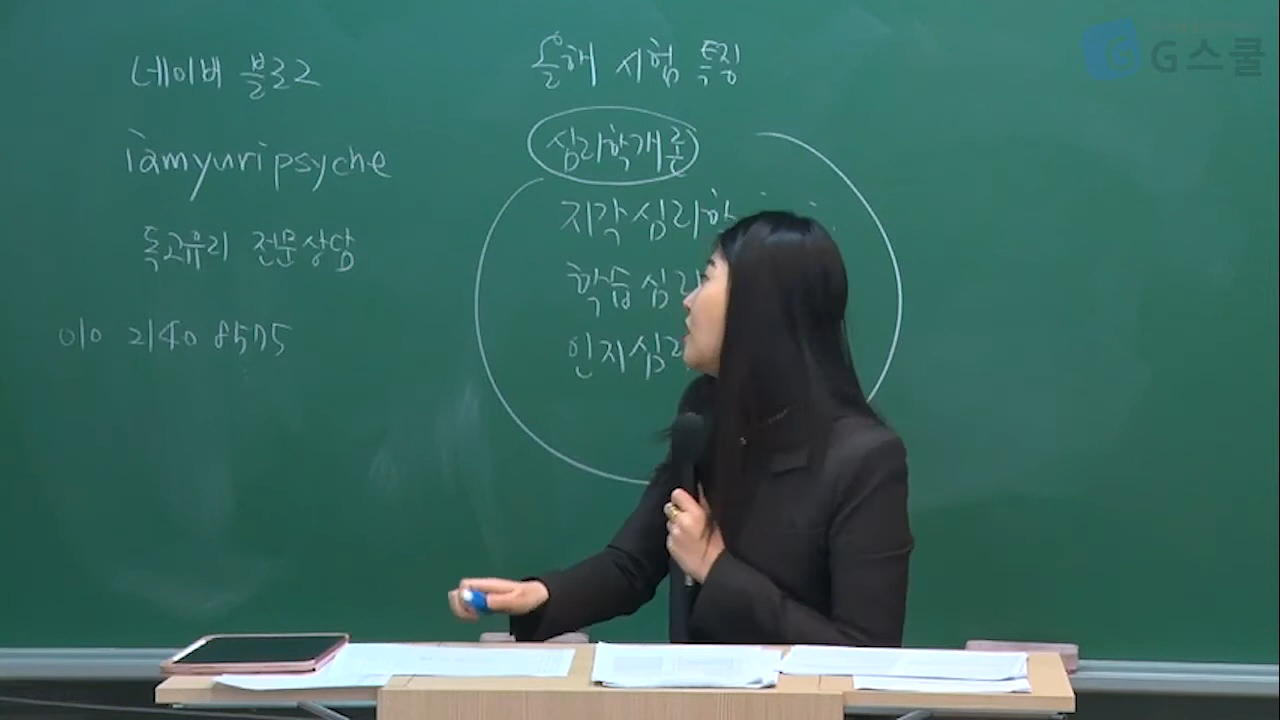 네이버 블로그
iamyuripsyche
독고유리 전문상담
010 2140 8575
올해 시험 특징
심리학개론
지각심리학
학습심리
인지심리
G스쿨